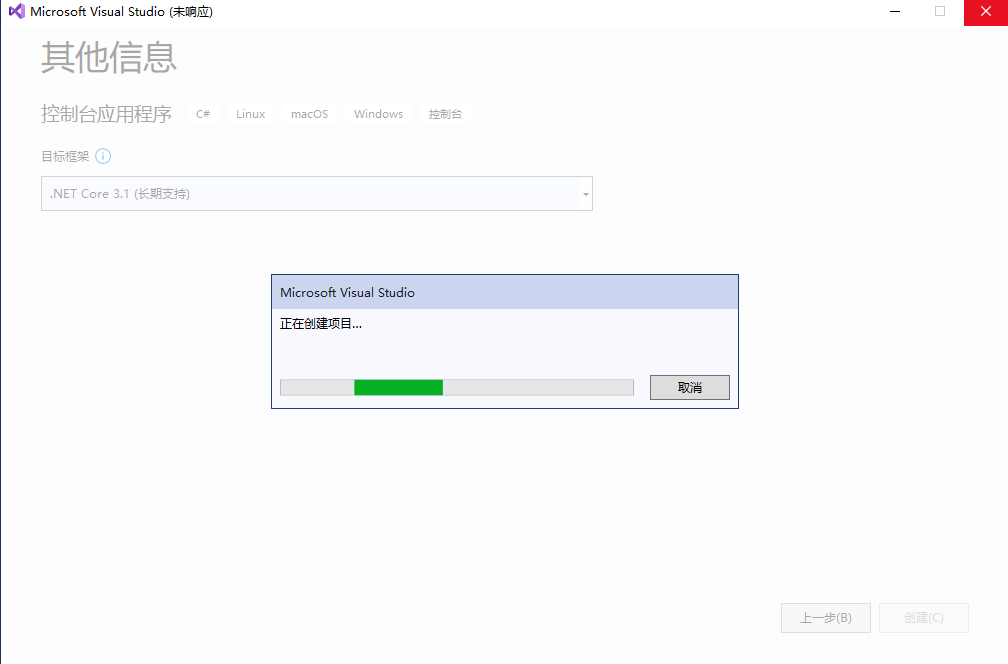 Microsoft Visual Studio (未响应)
其他信息
控制台应用程序 C# Linux macOS Windows 控制台
目标框架
.NET Core 3.1 (长期支持)
Microsoft Visual Studio
正在创建项目...
取消
上一步(B) 创建(C)